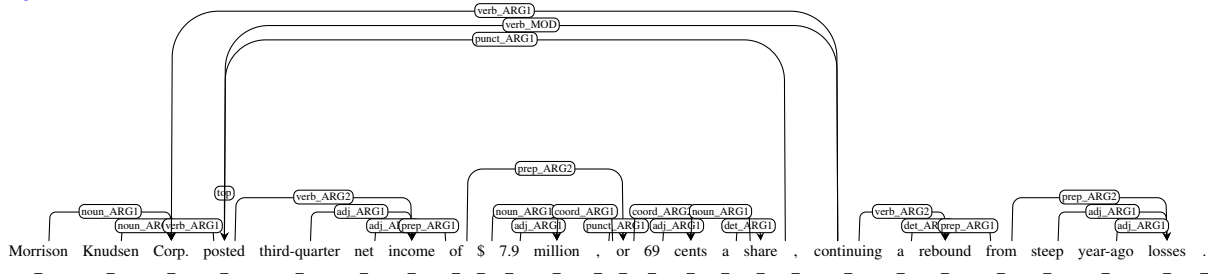 verb_ARG1
verb_MOD
punct_ARG1
prep_ARG2
top verb_ARG2 prep_ARG2
noun_ARG1 adj_ARG1 noun_ARG1 coord_ARG1 coord_ARG2 noun_ARG1 verb_ARG2 adj_ARG1
verb_ARG1 prep_ARG1 adj_ARG1 punct_ARG1 adj_ARG1 det_ARG1 prep_ARG1 adj_ARG1
Morrison Knudsen Corp. posted third-quarter net income of $ 7.9 million , or 69 cents a share , continuing a rebound from steep year-ago losses .